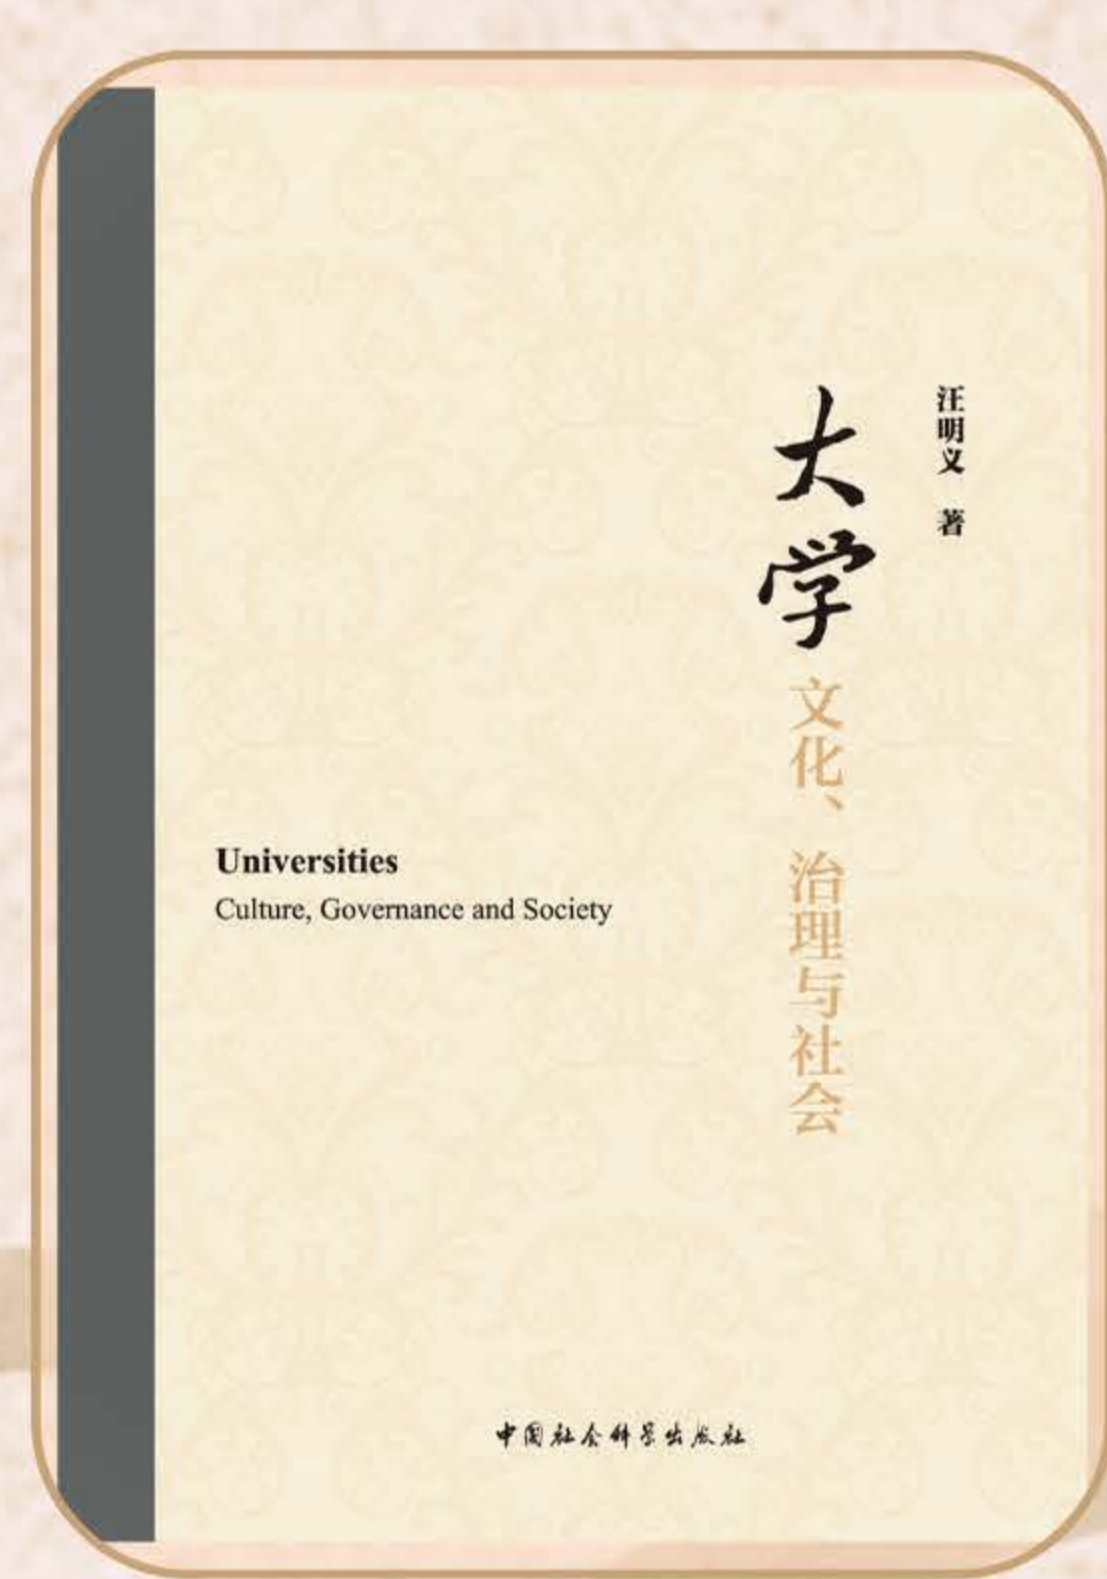 汪明义 著
大学
文化、治理与社会
Universities
Culture, Governance and Society
中国社会科学出版社